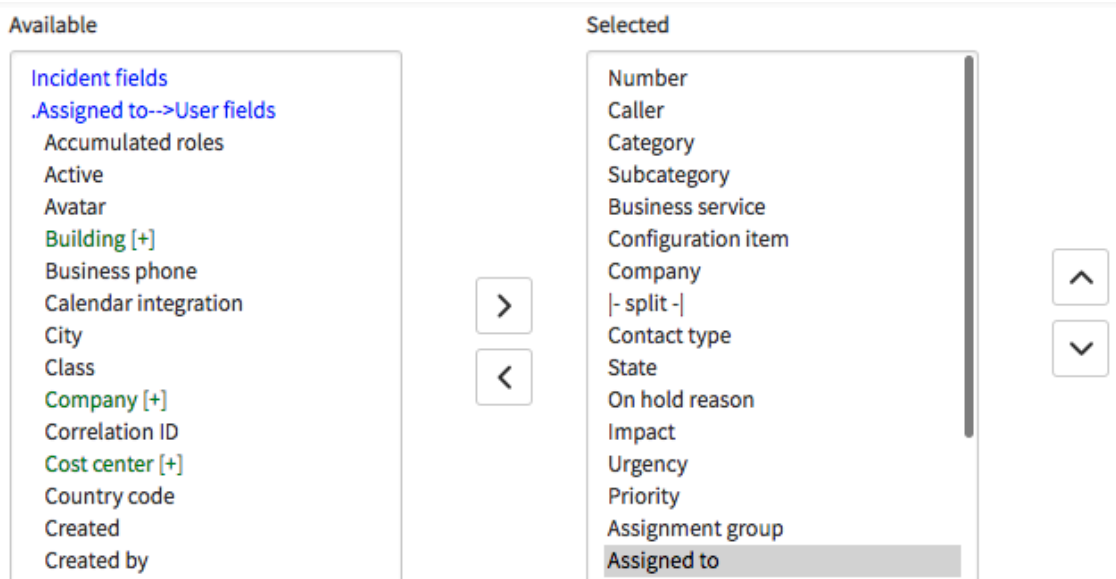 Available
Incident fields
.Assigned to-->User fields
Accumulated roles
Active
Avatar
Building [+]
Business phone
Calendar integration
City
Class
Company [+]
Correlation ID
Cost center [+]
Country code
Created
Created by
Selected
Number
Caller
Category
Subcategory
Business service
Configuration item
Company
|- split -|
Contact type
State
On hold reason
Impact
Urgency
Priority
Assignment group
Assigned to